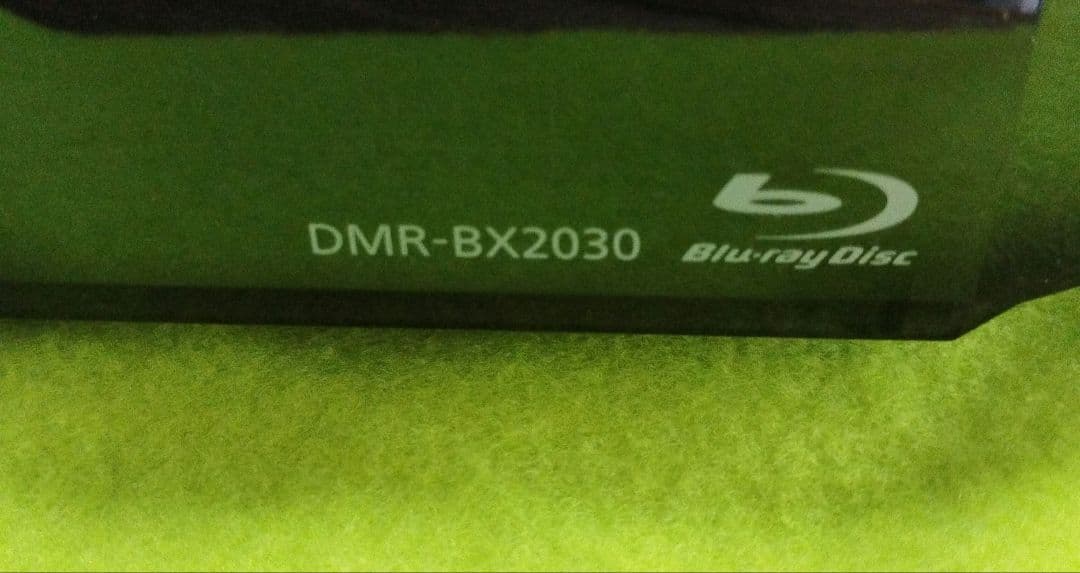 DMR-BX2030
Blu-ray Disc